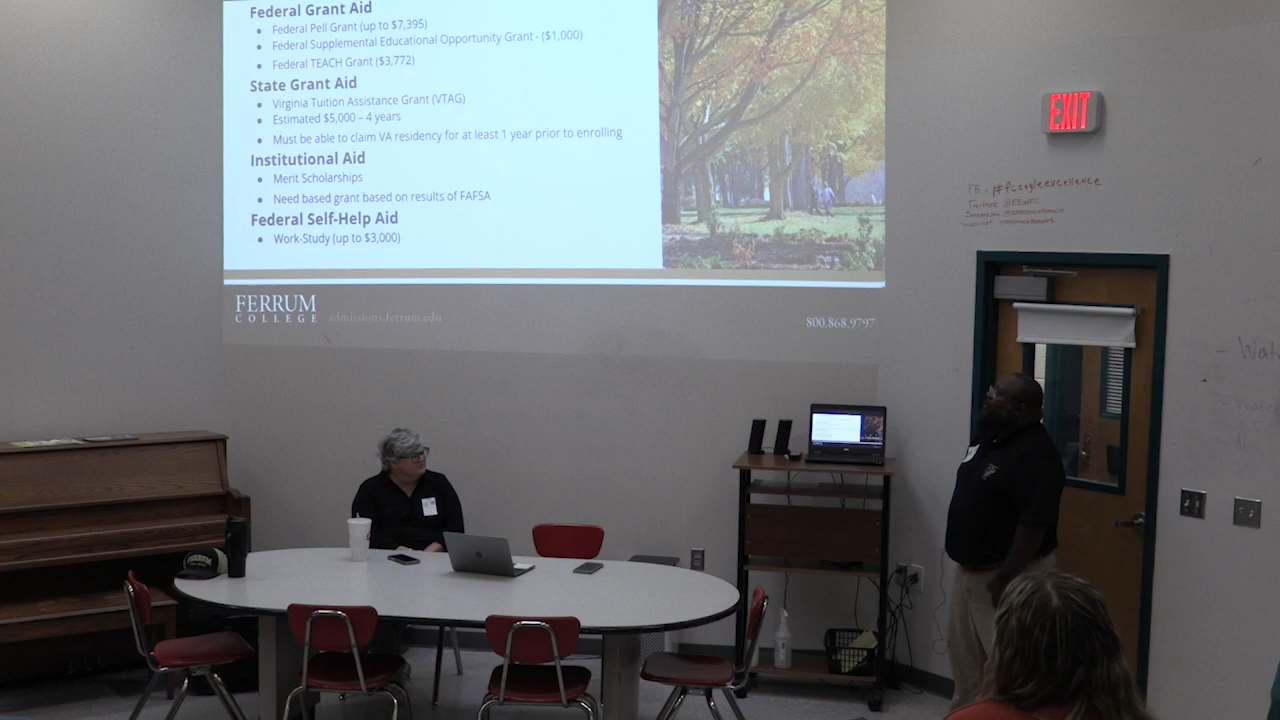 Federal Grant Aid
● Federal Pell Grant (up to $7,395)
● Federal Supplemental Educational Opportunity Grant - ($1,000)
● Federal TEACH Grant ($3,772)
State Grant Aid
● Virginia Tuition Assistance Grant (VTAG)
● Estimated $5,000 – 4 years
● Must be able to claim VA residency for at least 1 year prior to enrolling
Institutional Aid
● Merit Scholarships
● Need based grant based on results of FAFSA
Federal Self-Help Aid
● Work-Study (up to $3,000)
FERRUM
COLLEGE admissions.ferrum.edu
800.868.9797
EXIT
FB -
Twitter